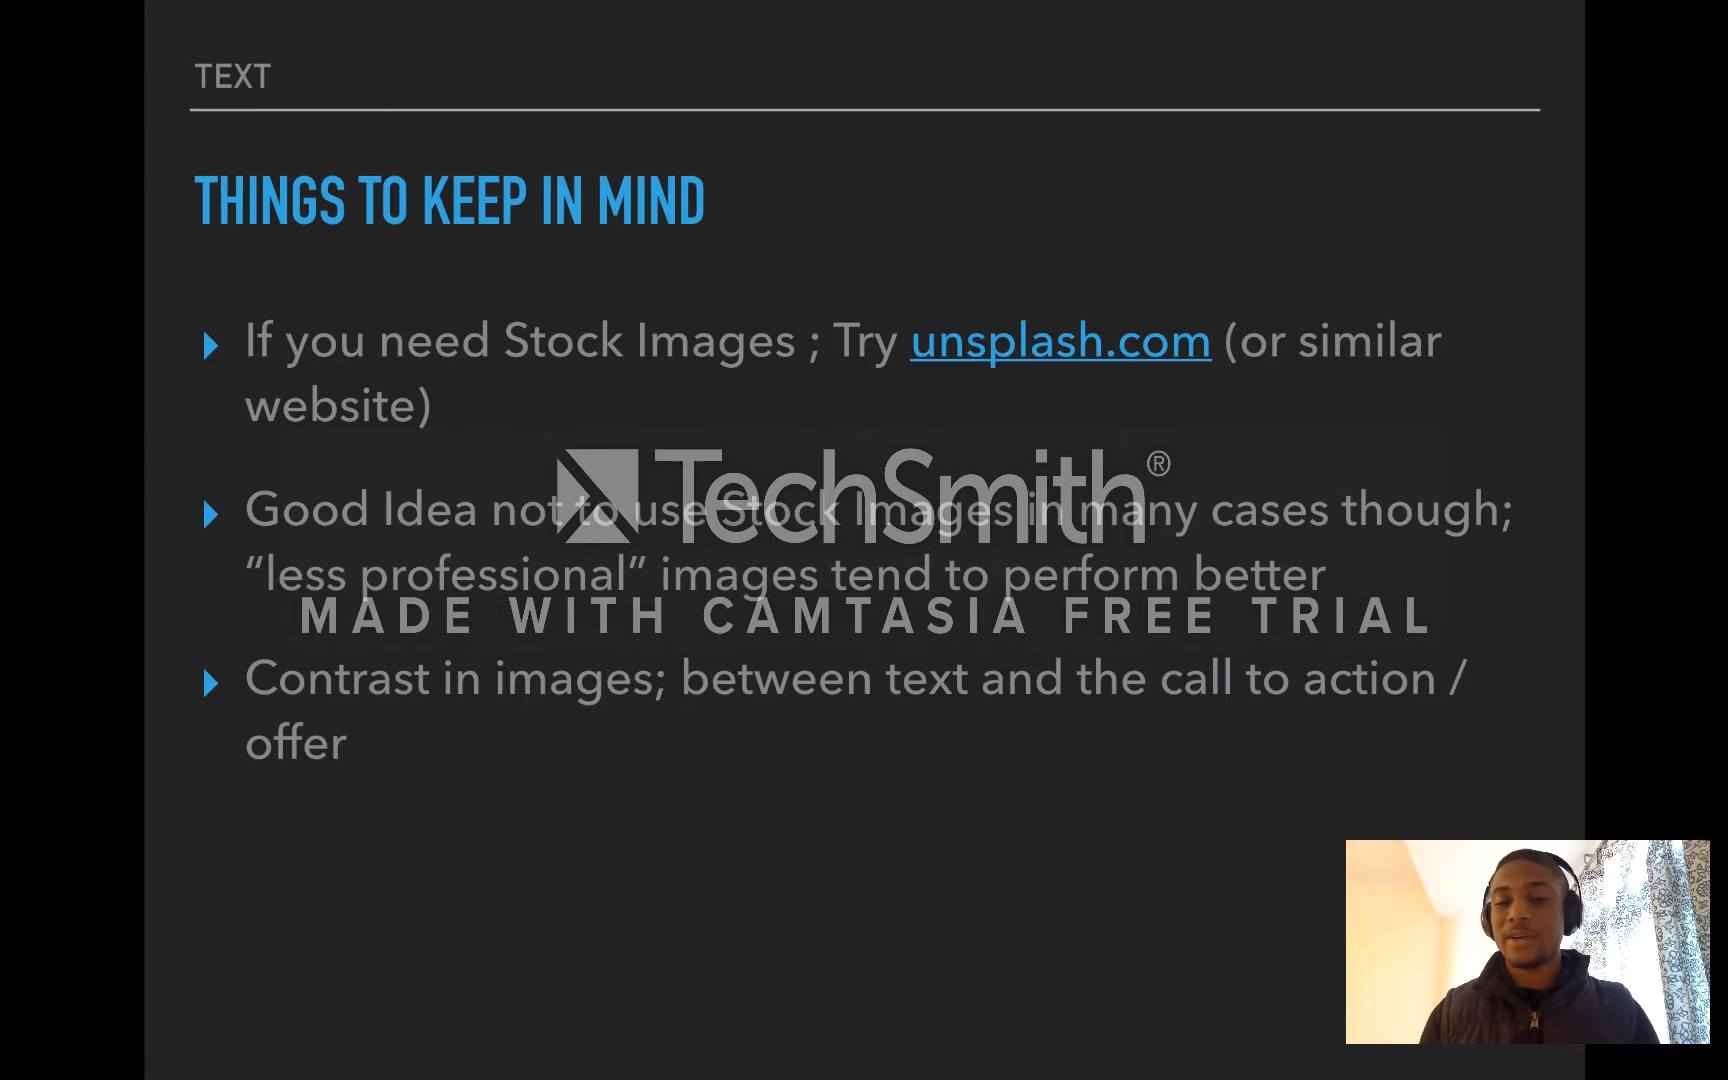 TEXT
THINGS TO KEEP IN MIND
If you need Stock Images ; Try unsplash.com (or similar
website)
TechSmith®
Good Idea not to use Stock Images in many cases though;
“less professional” images tend to perform better
MADE WITH CAMTASIA FREE TRIAL
Contrast in images; between text and the call to action /
offer